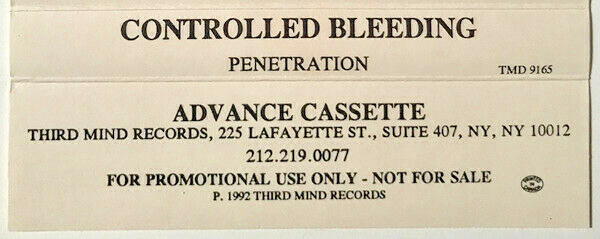 CONTROLLED BLEEDING
PENETRATION
TMD 9165
ADVANCE CASSETTE
THIRD MIND RECORDS, 225 LAFAYETTE ST., SUITE 407, NY, NY 10012
212.219.0077
FOR PROMOTIONAL USE ONLY - NOT FOR SALE
P. 1992 THIRD MIND RECORDS